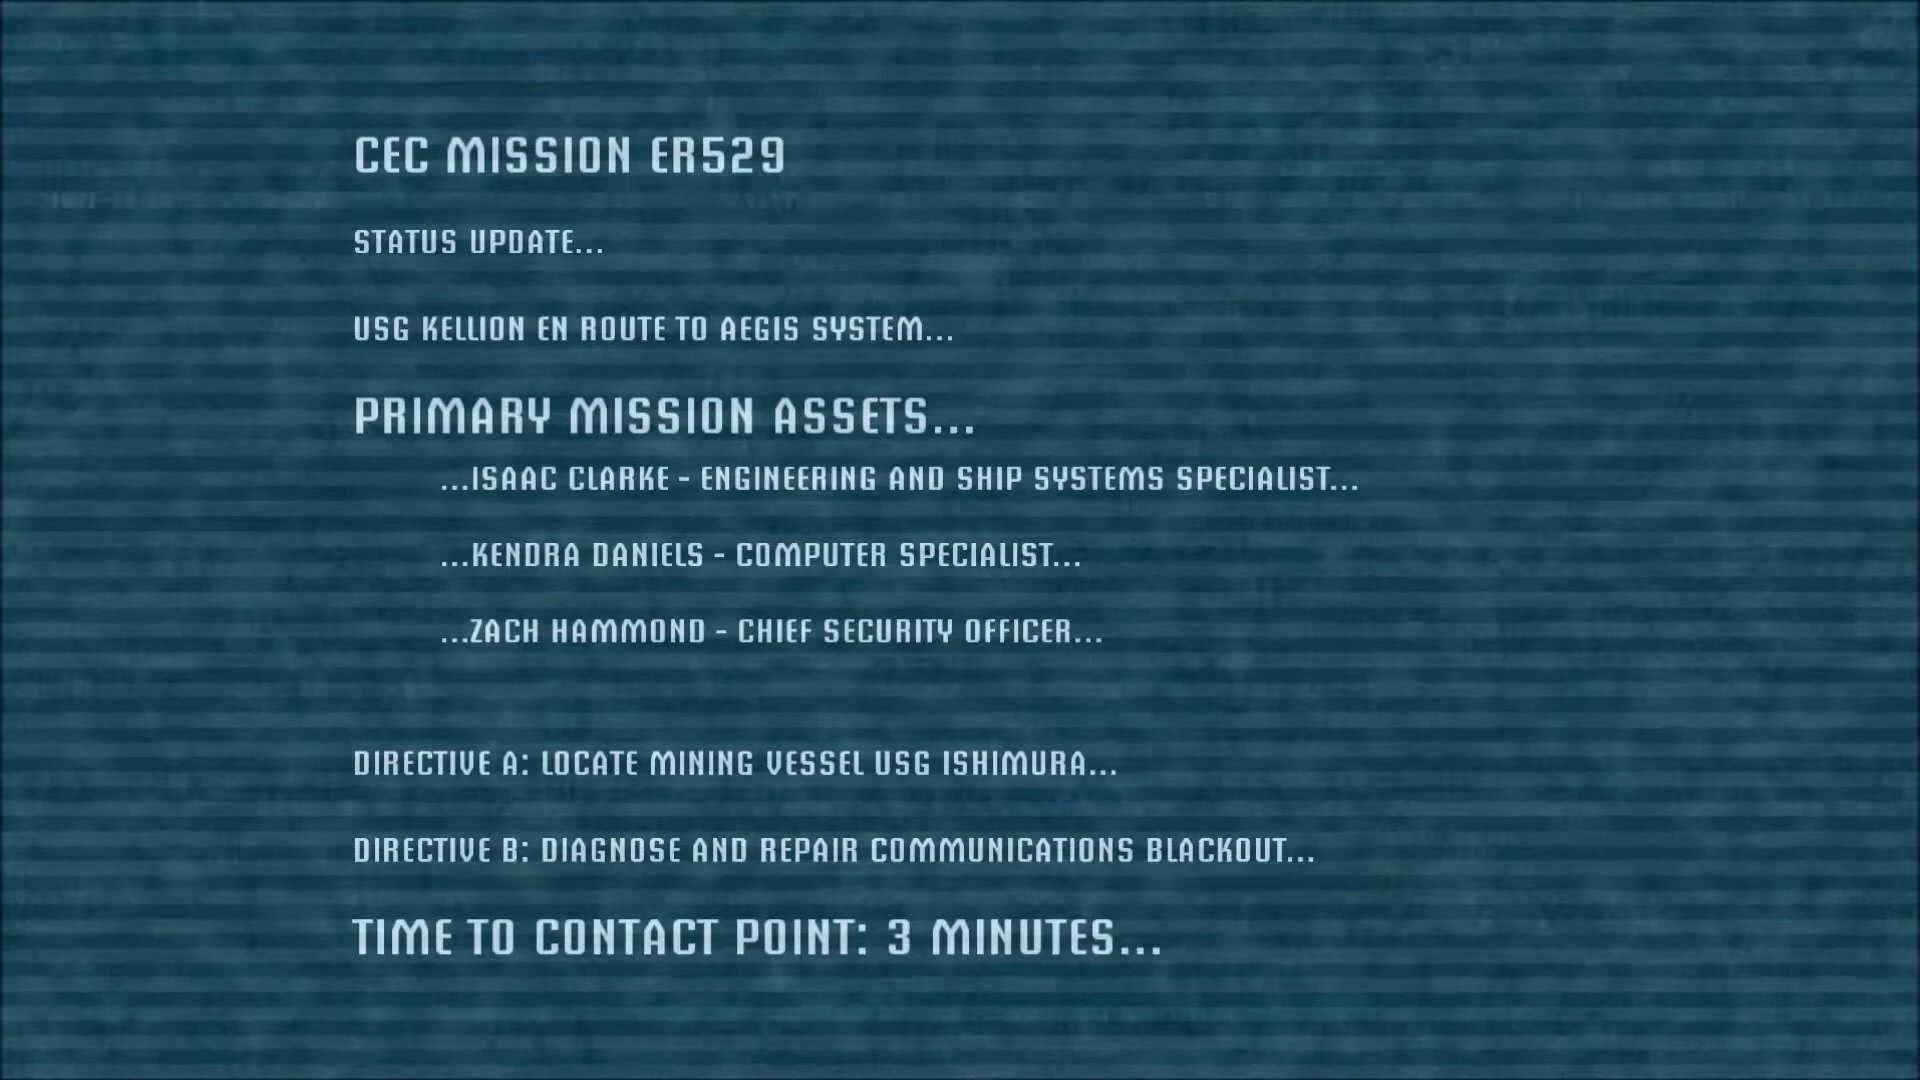 CEC MISSION ER529
STATUS UPDATE...
USG KELLION EN ROUTE TO AEGIS SYSTEM...
PRIMARY MISSION ASSETS...
...ISAAC CLARKE - ENGINEERING AND SHIP SYSTEMS SPECIALIST...
...KENDRA DANIELS - COMPUTER SPECIALIST...
...ZACH HAMMOND - CHIEF SECURITY OFFICER...
DIRECTIVE A: LOCATE MINING VESSEL USG ISHIMURA...
DIRECTIVE B: DIAGNOSE AND REPAIR COMMUNICATIONS BLACKOUT...
TIME TO CONTACT POINT: 3 MINUTES...